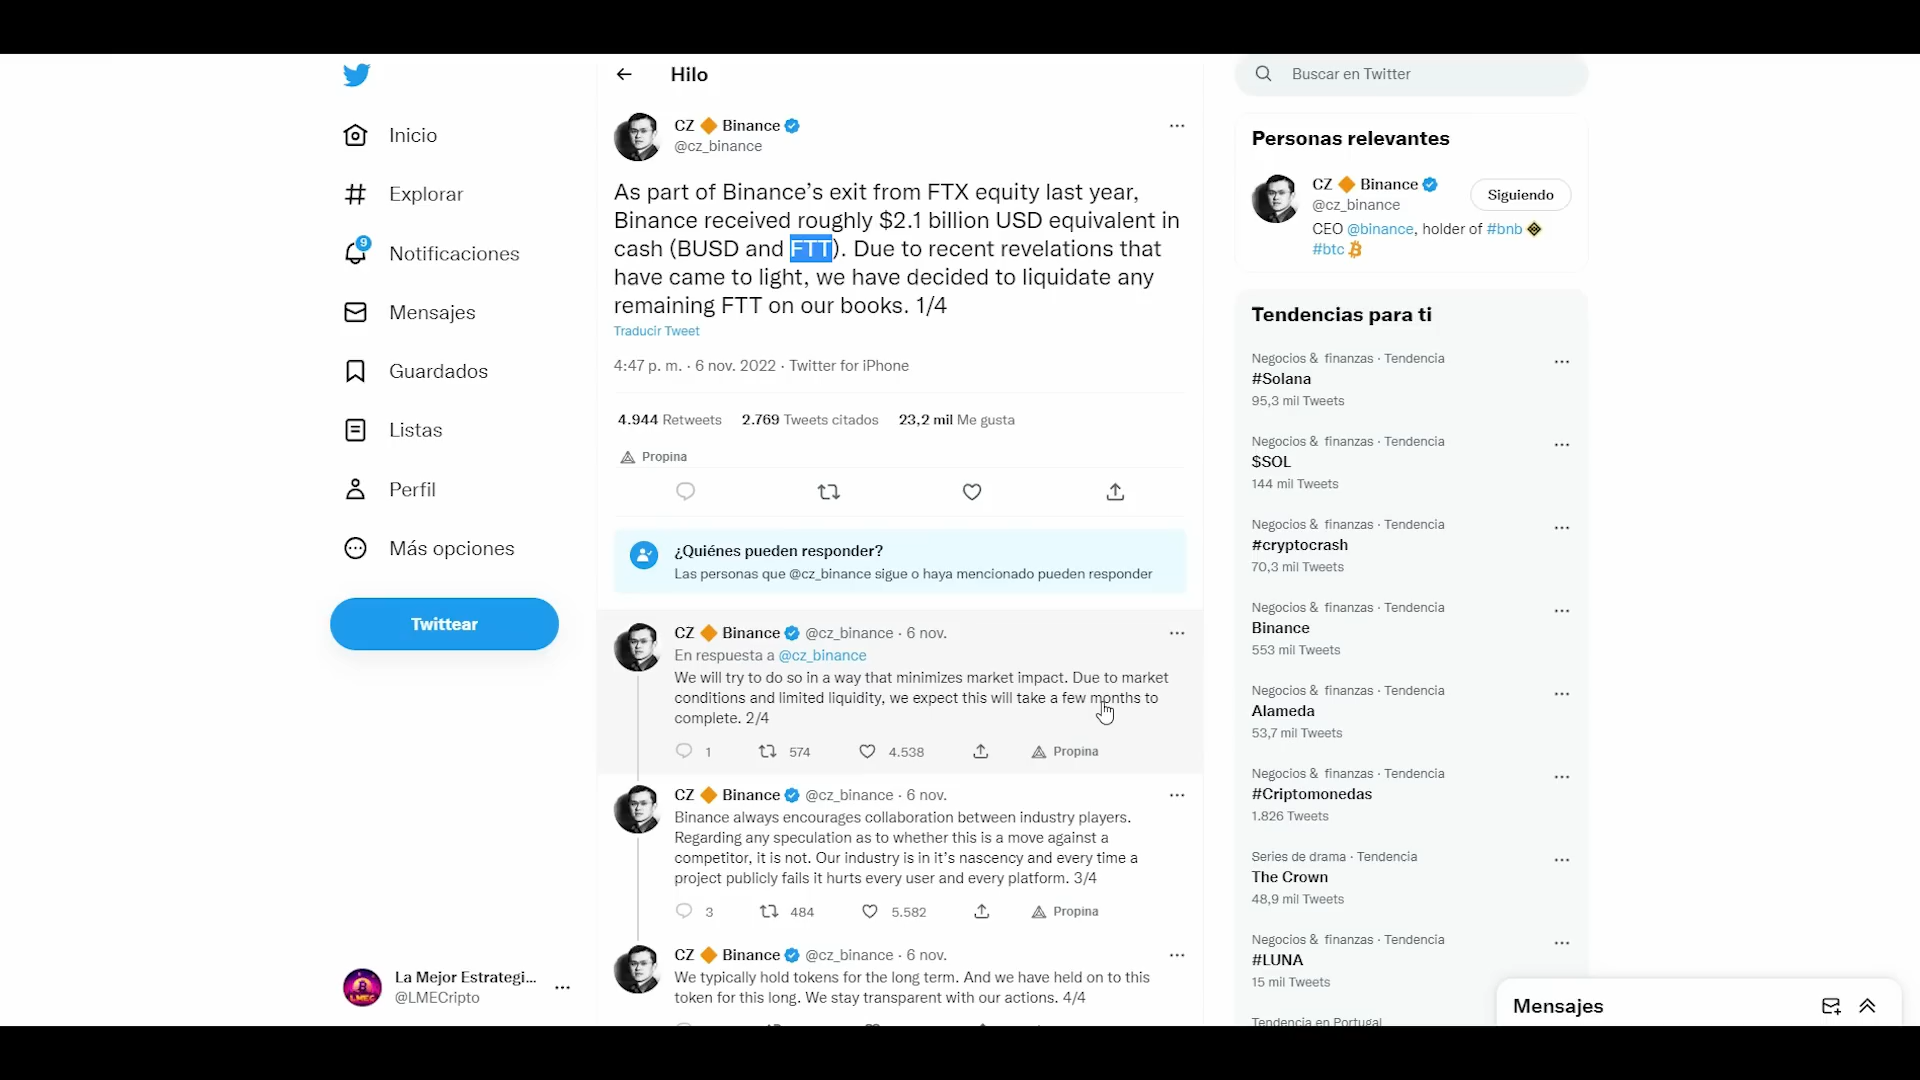 Inicio
Explorar
9
Notificaciones
Mensajes
Guardados
Listas
Perfil
Más opciones
Twittear
LMEC
La Mejor Estrategi...
@LMECripto
Hilo
CZ 🔶 Binance
@cz_binance
As part of Binance’s exit from FTX equity last year,
Binance received roughly $2.1 billion USD equivalent in
cash (BUSD and FTT). Due to recent revelations that
have came to light, we have decided to liquidate any
remaining FTT on our books. 1/4
Traducir Tweet
4:47 p. m. · 6 nov. 2022 · Twitter for iPhone
4.944 Retweets 2.769 Tweets citados 23,2 mil Me gusta
Propina
¿Quiénes pueden responder?
Las personas que @cz_binance sigue o haya mencionado pueden responder
CZ 🔶 Binance @cz_binance · 6 nov.
En respuesta a @cz_binance
We will try to do so in a way that minimizes market impact. Due to market
conditions and limited liquidity, we expect this will take a few months to
complete. 2/4
1 574 4.538 Propina
CZ 🔶 Binance @cz_binance · 6 nov.
Binance always encourages collaboration between industry players.
Regarding any speculation as to whether this is a move against a
competitor, it is not. Our industry is in it’s nascency and every time a
project publicly fails it hurts every user and every platform. 3/4
3 484 5.582 Propina
CZ 🔶 Binance @cz_binance · 6 nov.
We typically hold tokens for the long term. And we have held on to this
token for this long. We stay transparent with our actions. 4/4
Buscar en Twitter
Personas relevantes
CZ 🔶 Binance
@cz_binance
Siguiendo
CEO @binance, holder of #bnb
#btc
Tendencias para ti
Negocios & finanzas · Tendencia
#Solana
95,3 mil Tweets
Negocios & finanzas · Tendencia
$SOL
144 mil Tweets
Negocios & finanzas · Tendencia
#cryptocrash
70,3 mil Tweets
Negocios & finanzas · Tendencia
Binance
553 mil Tweets
Negocios & finanzas · Tendencia
Alameda
53,7 mil Tweets
Negocios & finanzas · Tendencia
#Criptomonedas
1.826 Tweets
Series de drama · Tendencia
The Crown
48,9 mil Tweets
Negocios & finanzas · Tendencia
#LUNA
15 mil Tweets
Tendencia en Portugal
Mensajes